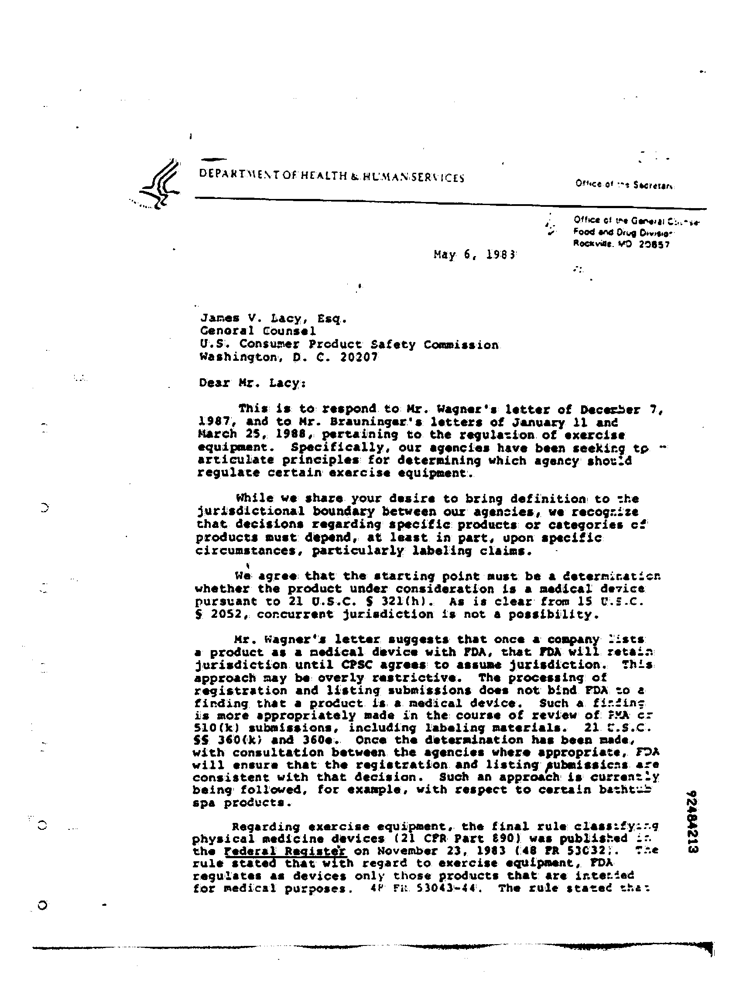 DEPARTMENT OF HEALTH & HUMAN SERVICES
Office of the Secretary
Office of the General Counsel
Food and Drug Division
Rockville, MD 20857
May 6, 1983
James V. Lacy, Esq.
General Counsel
U.S. Consumer Product Safety Commission
Washington, D. C. 20207
Dear Mr. Lacy:
This is to respond to Mr. Wagner's letter of December 7,
1987, and to Mr. Brauninger's letters of January 11 and
March 25, 1988, pertaining to the regulation of exercise
equipment. Specifically, our agencies have been seeking to
articulate principles for determining which agency should
regulate certain exercise equipment.
While we share your desire to bring definition to the
jurisdictional boundary between our agencies, we recognize
that decisions regarding specific products or categories of
products must depend, at least in part, upon specific
circumstances, particularly labeling claims.
We agree that the starting point must be a determination
whether the product under consideration is a medical device
pursuant to 21 U.S.C. § 321(h). As is clear from 15 U.S.C.
§ 2052, concurrent jurisdiction is not a possibility.
Mr. Wagner's letter suggests that once a company lists
a product as a medical device with FDA, that FDA will retain
jurisdiction until CPSC agrees to assume jurisdiction. This
approach may be overly restrictive. The processing of
registration and listing submissions does not bind FDA to a
finding that a product is a medical device. Such a finding
is more appropriately made in the course of review of PMA or
510(k) submissions, including labeling materials. 21 U.S.C.
§§ 360(k) and 360e. Once the determination has been made,
with consultation between the agencies where appropriate, FDA
will ensure that the registration and listing submissions are
consistent with that decision. Such an approach is currently
being followed, for example, with respect to certain bathtub
spa products.
Regarding exercise equipment, the final rule classifying
physical medicine devices (21 CFR Part 890) was published in
the Federal Register on November 23, 1983 (48 FR 53032). The
rule stated that with regard to exercise equipment, FDA
regulates as devices only those products that are intended
for medical purposes. 48 FR 53043-44. The rule stated that
92484213